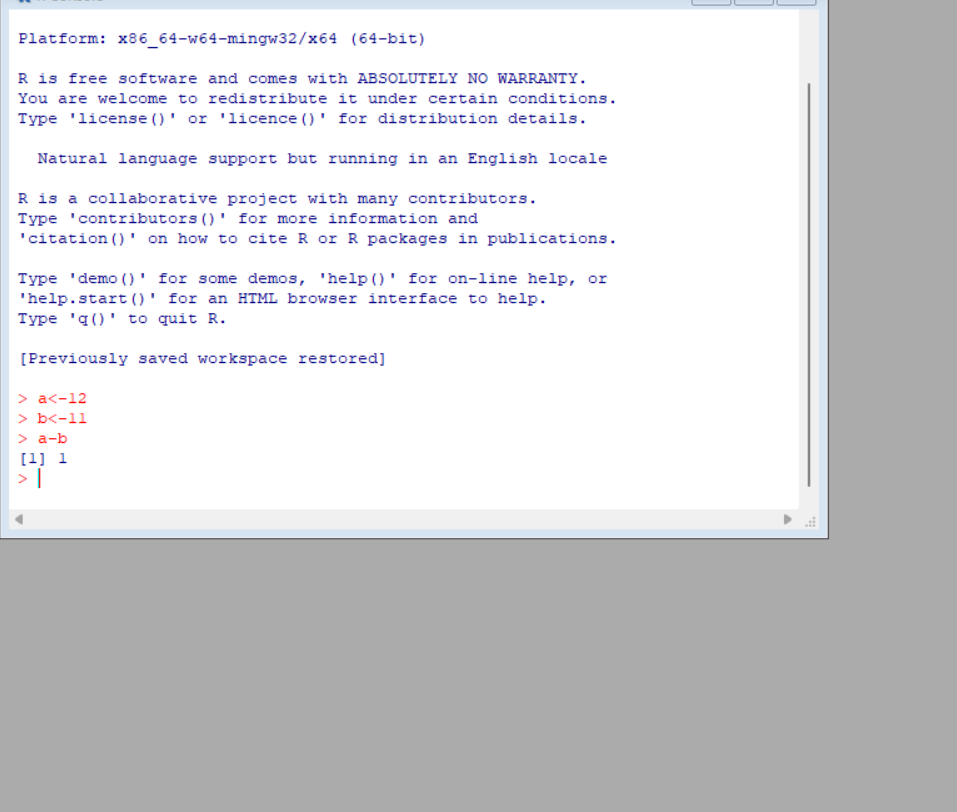 Platform: x86_64-w64-mingw32/x64 (64-bit)
R is free software and comes with ABSOLUTELY NO WARRANTY.
You are welcome to redistribute it under certain conditions.
Type 'license()' or 'licence()' for distribution details.
Natural language support but running in an English locale
R is a collaborative project with many contributors.
Type 'contributors()' for more information and
'citation()' on how to cite R or R packages in publications.
Type 'demo()' for some demos, 'help()' for on-line help, or
'help.start()' for an HTML browser interface to help.
Type 'q()' to quit R.
[Previously saved workspace restored]
> a<-12
> b<-11
> a-b
[1] 1
>